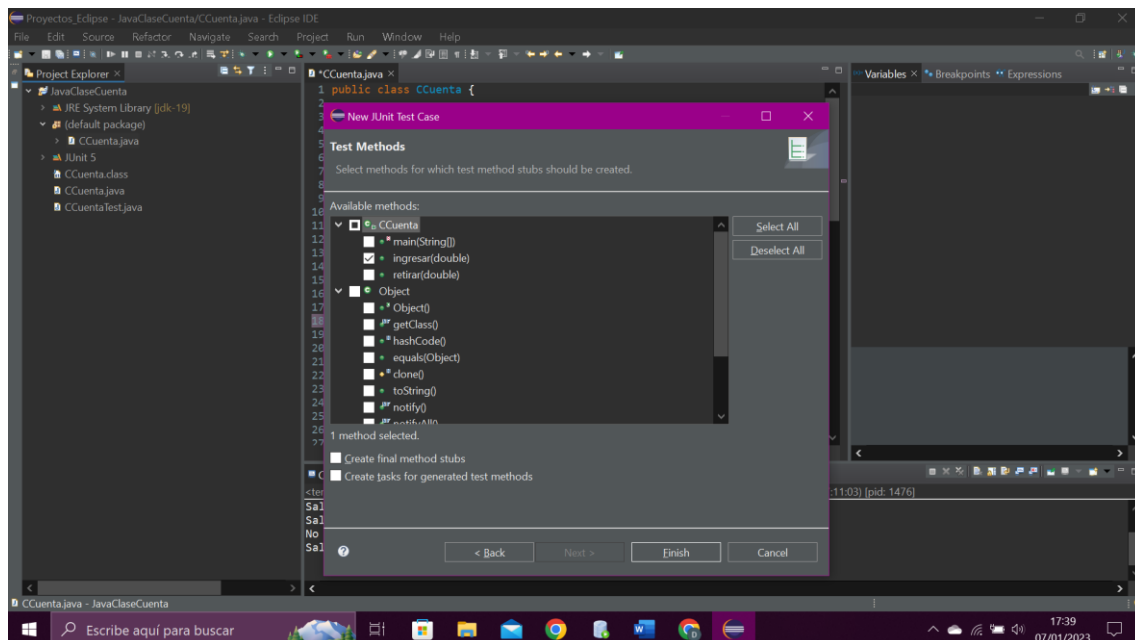 Proyectos_Eclipse - JavaClaseCuenta/CCuenta.java - Eclipse IDE
File Edit Source Refactor Navigate Search Project Run Window Help
Project Explorer ×
*CCuenta.java ×
Variables × Breakpoints Expressions
JavaClaseCuenta
JRE System Library [jdk-19]
(default package)
CCuenta.java
JUnit 5
CCuenta.class
CCuenta.java
CCuentaTest.java
1 public class CCuenta {
New JUnit Test Case
Test Methods
Select methods for which test method stubs should be created.
Available methods:
CCuenta
main(String[])
ingresar(double)
retirar(double)
Object
Object()
getClass()
hashCode()
equals(Object)
clone()
toString()
notify()
notifyAll()
Select All
Deselect All
1 method selected.
Create final method stubs
Create tasks for generated test methods
< Back Next > Finish Cancel
:11:03) [pid: 1476]
<ter
Sal
Sal
No
Sal
CCuenta.java - JavaClaseCuenta
Escribe aquí para buscar
17:39
07/01/2023